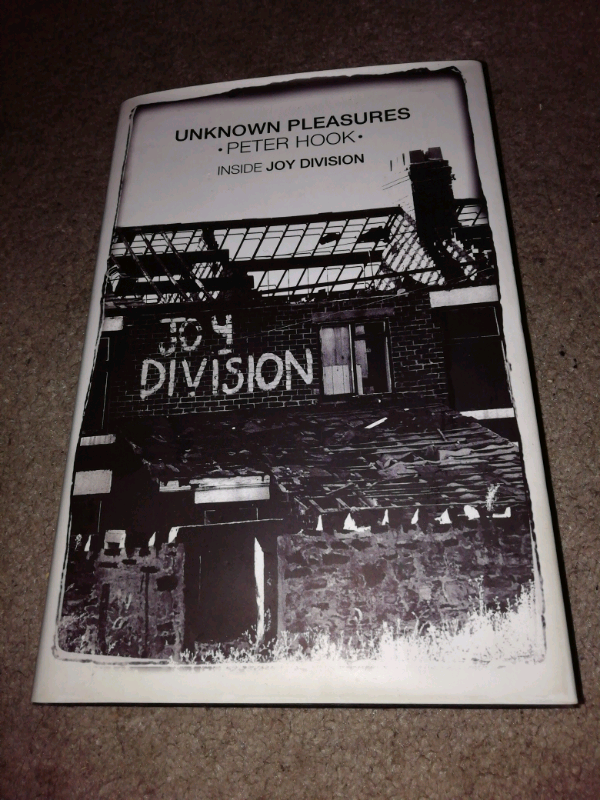 UNKNOWN PLEASURES
•PETER HOOK•
INSIDE JOY DIVISION
JOY
DIVISION